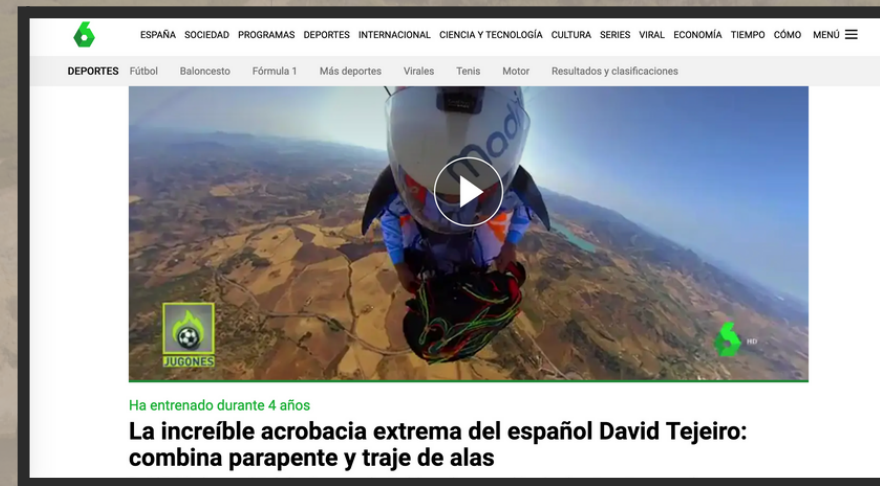 ESPAÑA SOCIEDAD PROGRAMAS DEPORTES INTERNACIONAL CIENCIA Y TECNOLOGÍA CULTURA SERIES VIRAL ECONOMÍA TIEMPO CÓMO MENÚ
DEPORTES Fútbol Baloncesto Fórmula 1 Más deportes Virales Tenis Motor Resultados y clasificaciones
madri
JUGONES
HD
Ha entrenado durante 4 años
La increíble acrobacia extrema del español David Tejeiro:
combina parapente y traje de alas